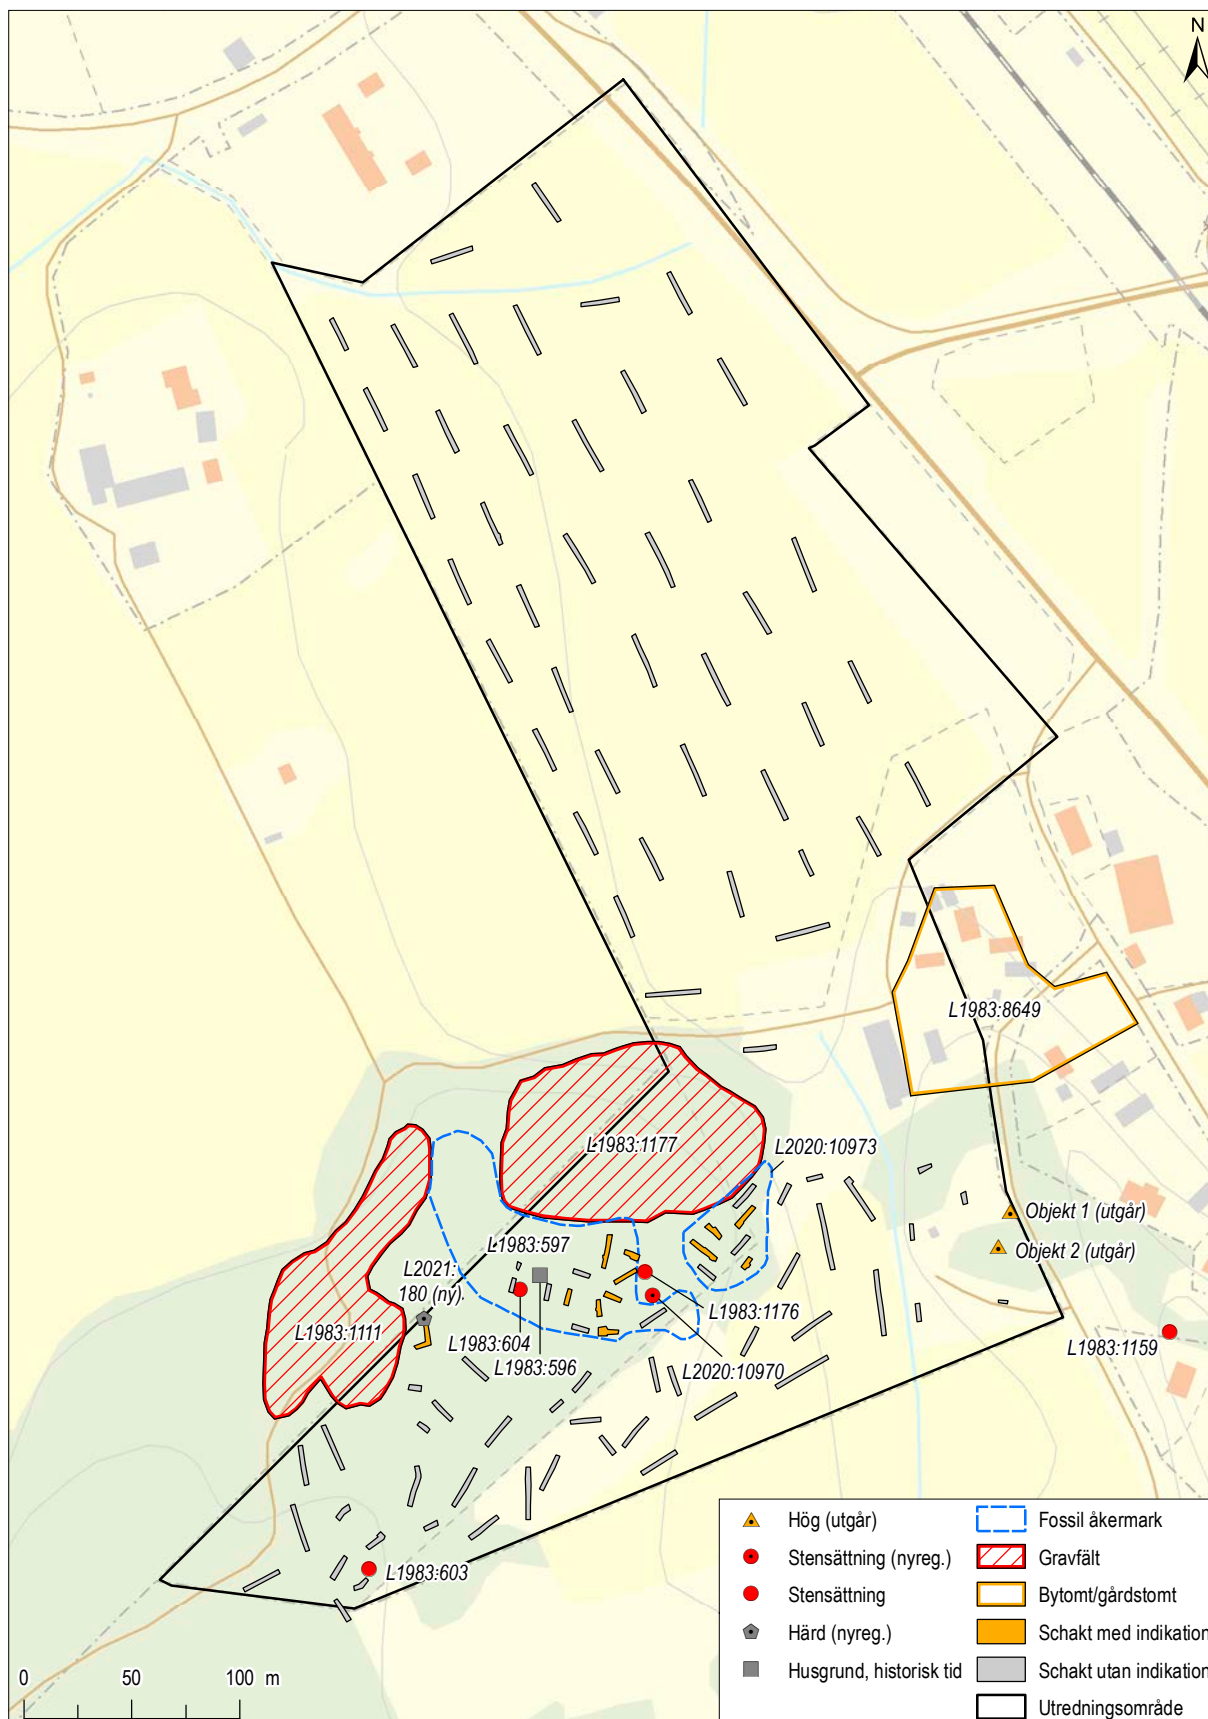 N
L1983:8649
L1983:1177
L2020:10973
Objekt 1 (utgår)
Objekt 2 (utgår)
L1983:597
L2021:
180 (ny)
L1983:1111
L1983:604
L1983:596
L1983:1176
L2020:10970
L1983:1159
L1983:603
Hög (utgår)
Stensättning (nyreg.)
Stensättning
Härd (nyreg.)
Husgrund, historisk tid
Fossil åkermark
Gravfält
Bytomt/gårdstomt
Schakt med indikation
Schakt utan indikation
Utredningsområde
0 50 100 m